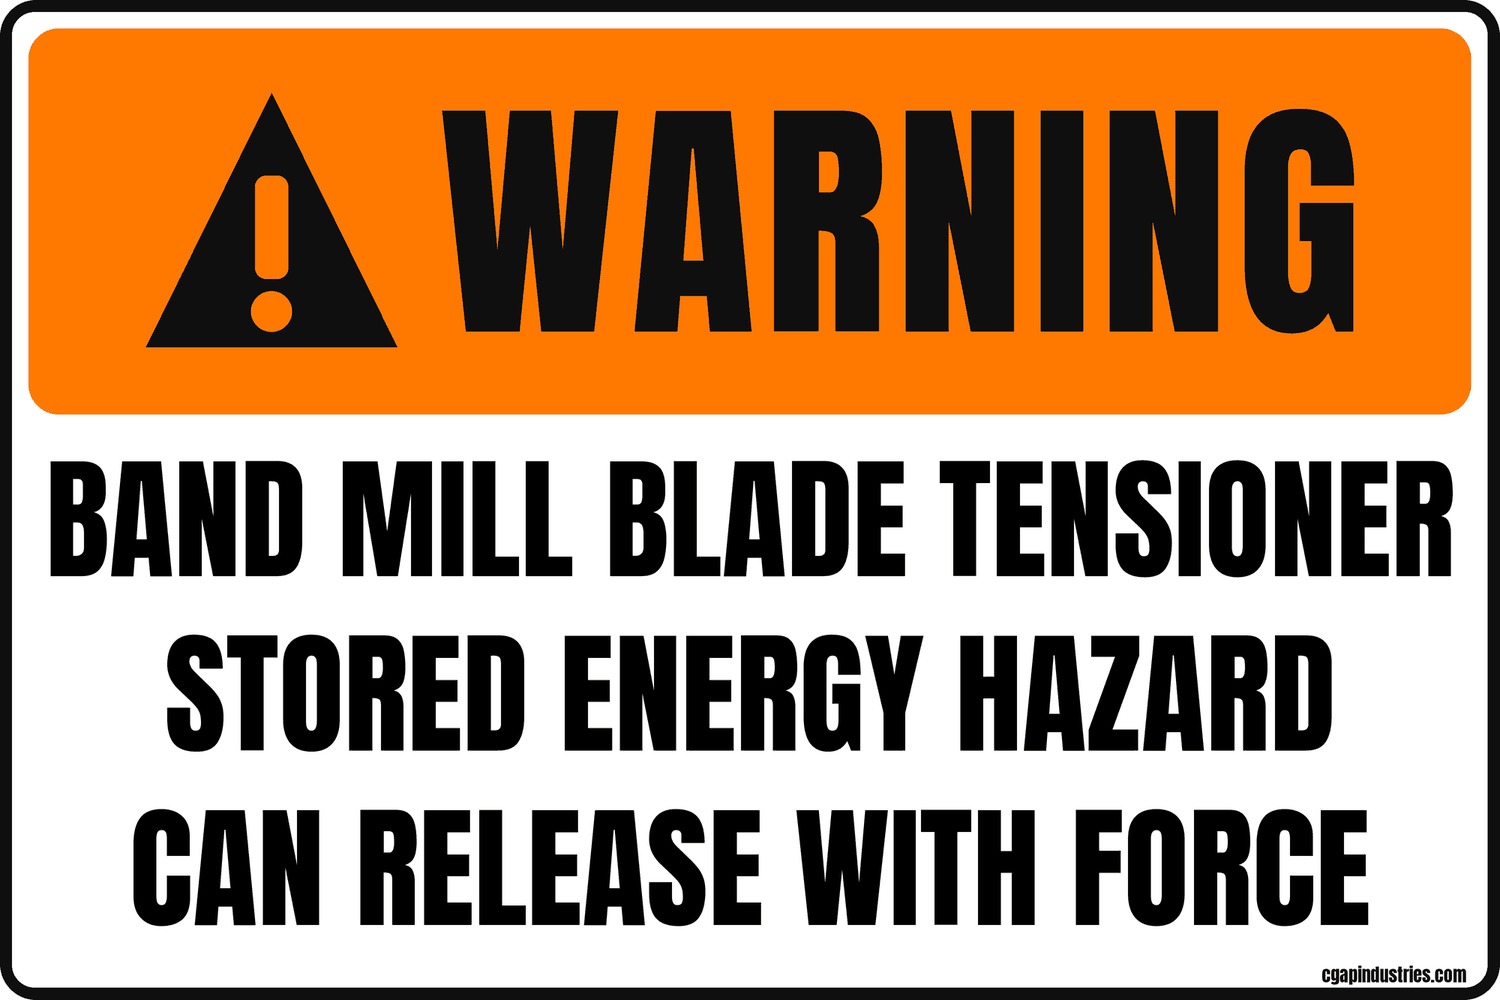 WARNING
BAND MILL BLADE TENSIONER
STORED ENERGY HAZARD
CAN RELEASE WITH FORCE
cgapindustries.com